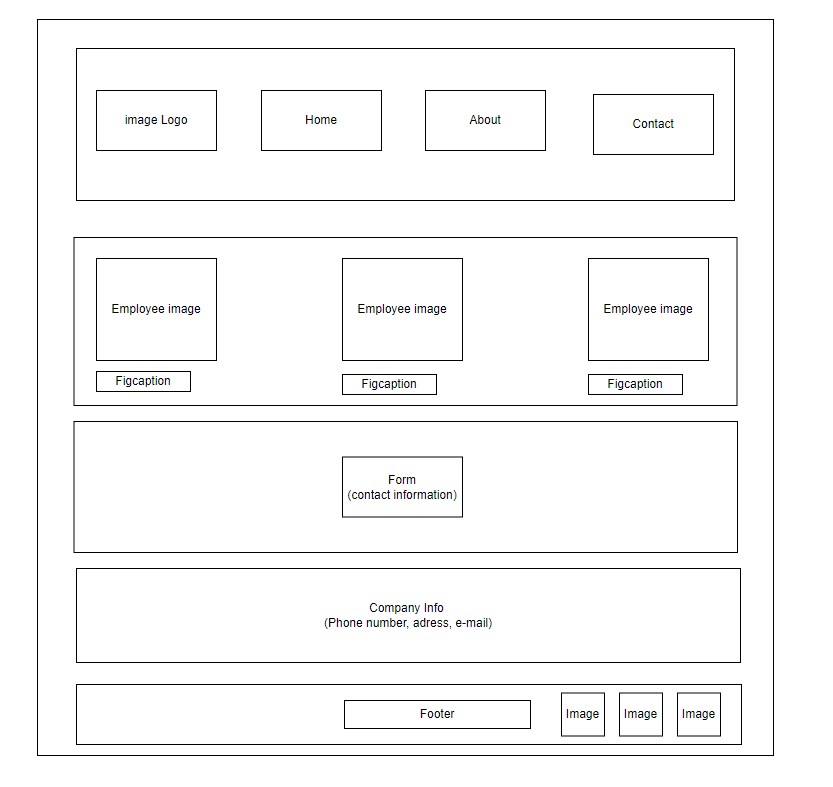 image Logo
Home
About
Contact
Employee image
Employee image
Employee image
Figcaption
Figcaption
Figcaption
Form
(contact information)
Company Info
(Phone number, adress, e-mail)
Footer
Image
Image
Image